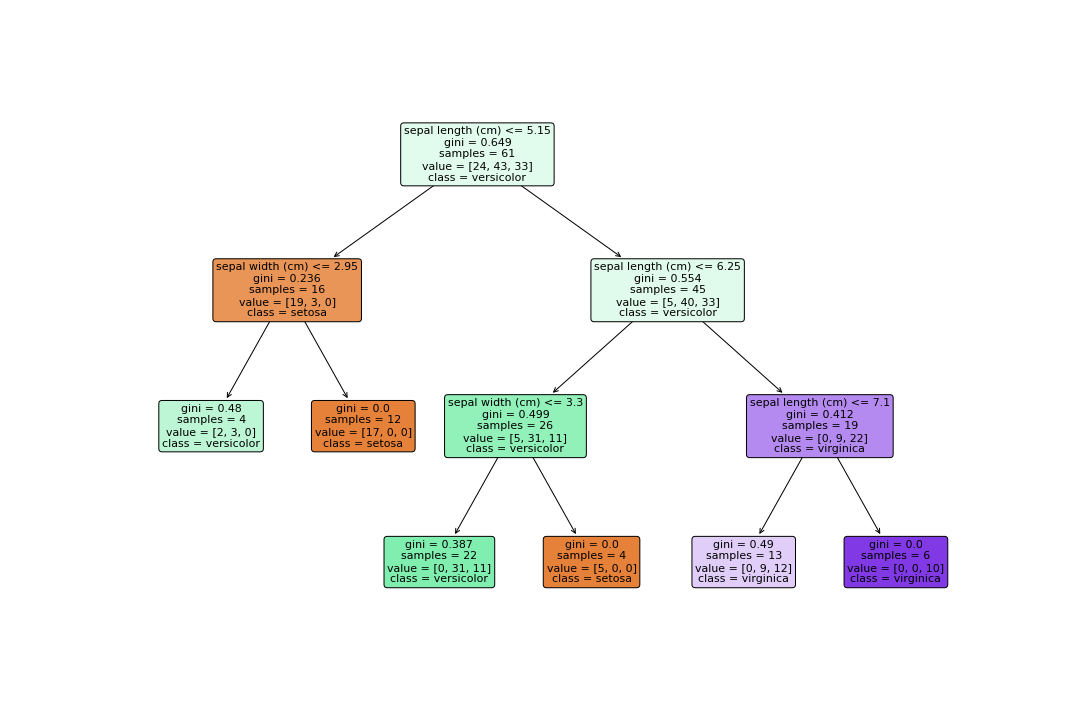 sepal length (cm) <= 5.15
gini = 0.649
samples = 61
value = [24, 43, 33]
class = versicolor
sepal width (cm) <= 2.95
gini = 0.236
samples = 16
value = [19, 3, 0]
class = setosa
sepal length (cm) <= 6.25
gini = 0.554
samples = 45
value = [5, 40, 33]
class = versicolor
gini = 0.48
samples = 4
value = [2, 3, 0]
class = versicolor
gini = 0.0
samples = 12
value = [17, 0, 0]
class = setosa
sepal width (cm) <= 3.3
gini = 0.499
samples = 26
value = [5, 31, 11]
class = versicolor
sepal length (cm) <= 7.1
gini = 0.412
samples = 19
value = [0, 9, 22]
class = virginica
gini = 0.387
samples = 22
value = [0, 31, 11]
class = versicolor
gini = 0.0
samples = 4
value = [5, 0, 0]
class = setosa
gini = 0.49
samples = 13
value = [0, 9, 12]
class = virginica
gini = 0.0
samples = 6
value = [0, 0, 10]
class = virginica